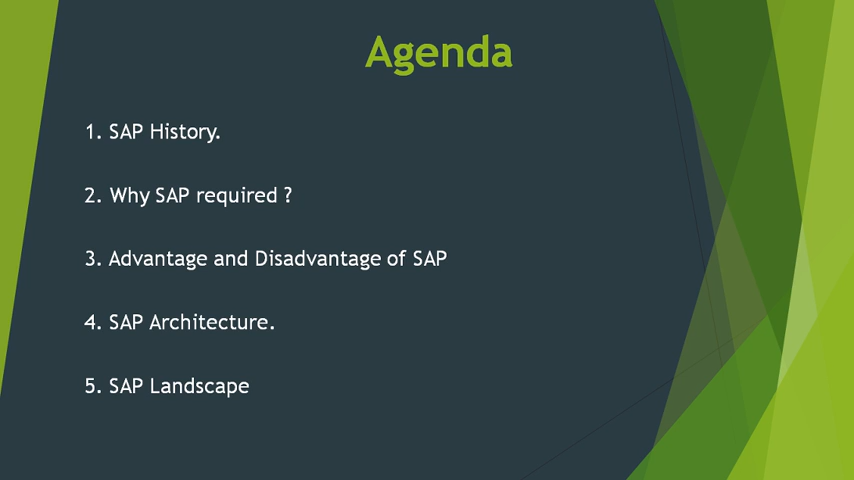 Agenda
1. SAP History.
2. Why SAP required ?
3. Advantage and Disadvantage of SAP
4. SAP Architecture.
5. SAP Landscape